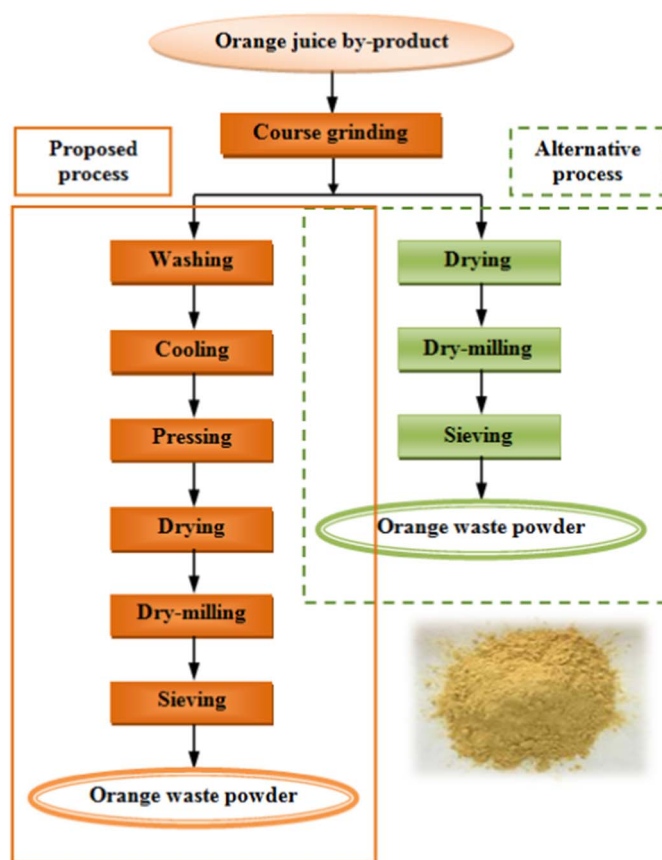 Orange juice by-product
Course grinding
Proposed
process
Alternative
process
Washing
Cooling
Pressing
Drying
Dry-milling
Sieving
Orange waste powder
Drying
Dry-milling
Sieving
Orange waste powder